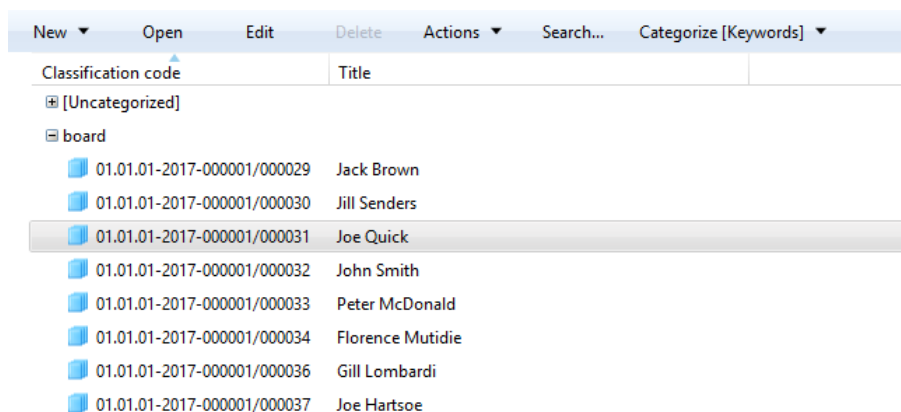 New ▼ Open Edit Delete Actions ▼ Search... Categorize [Keywords] ▼
Classification code Title
[Uncategorized]
board
01.01.01-2017-000001/000029 Jack Brown
01.01.01-2017-000001/000030 Jill Senders
01.01.01-2017-000001/000031 Joe Quick
01.01.01-2017-000001/000032 John Smith
01.01.01-2017-000001/000033 Peter McDonald
01.01.01-2017-000001/000034 Florence Mutidie
01.01.01-2017-000001/000036 Gill Lombardi
01.01.01-2017-000001/000037 Joe Hartsoe